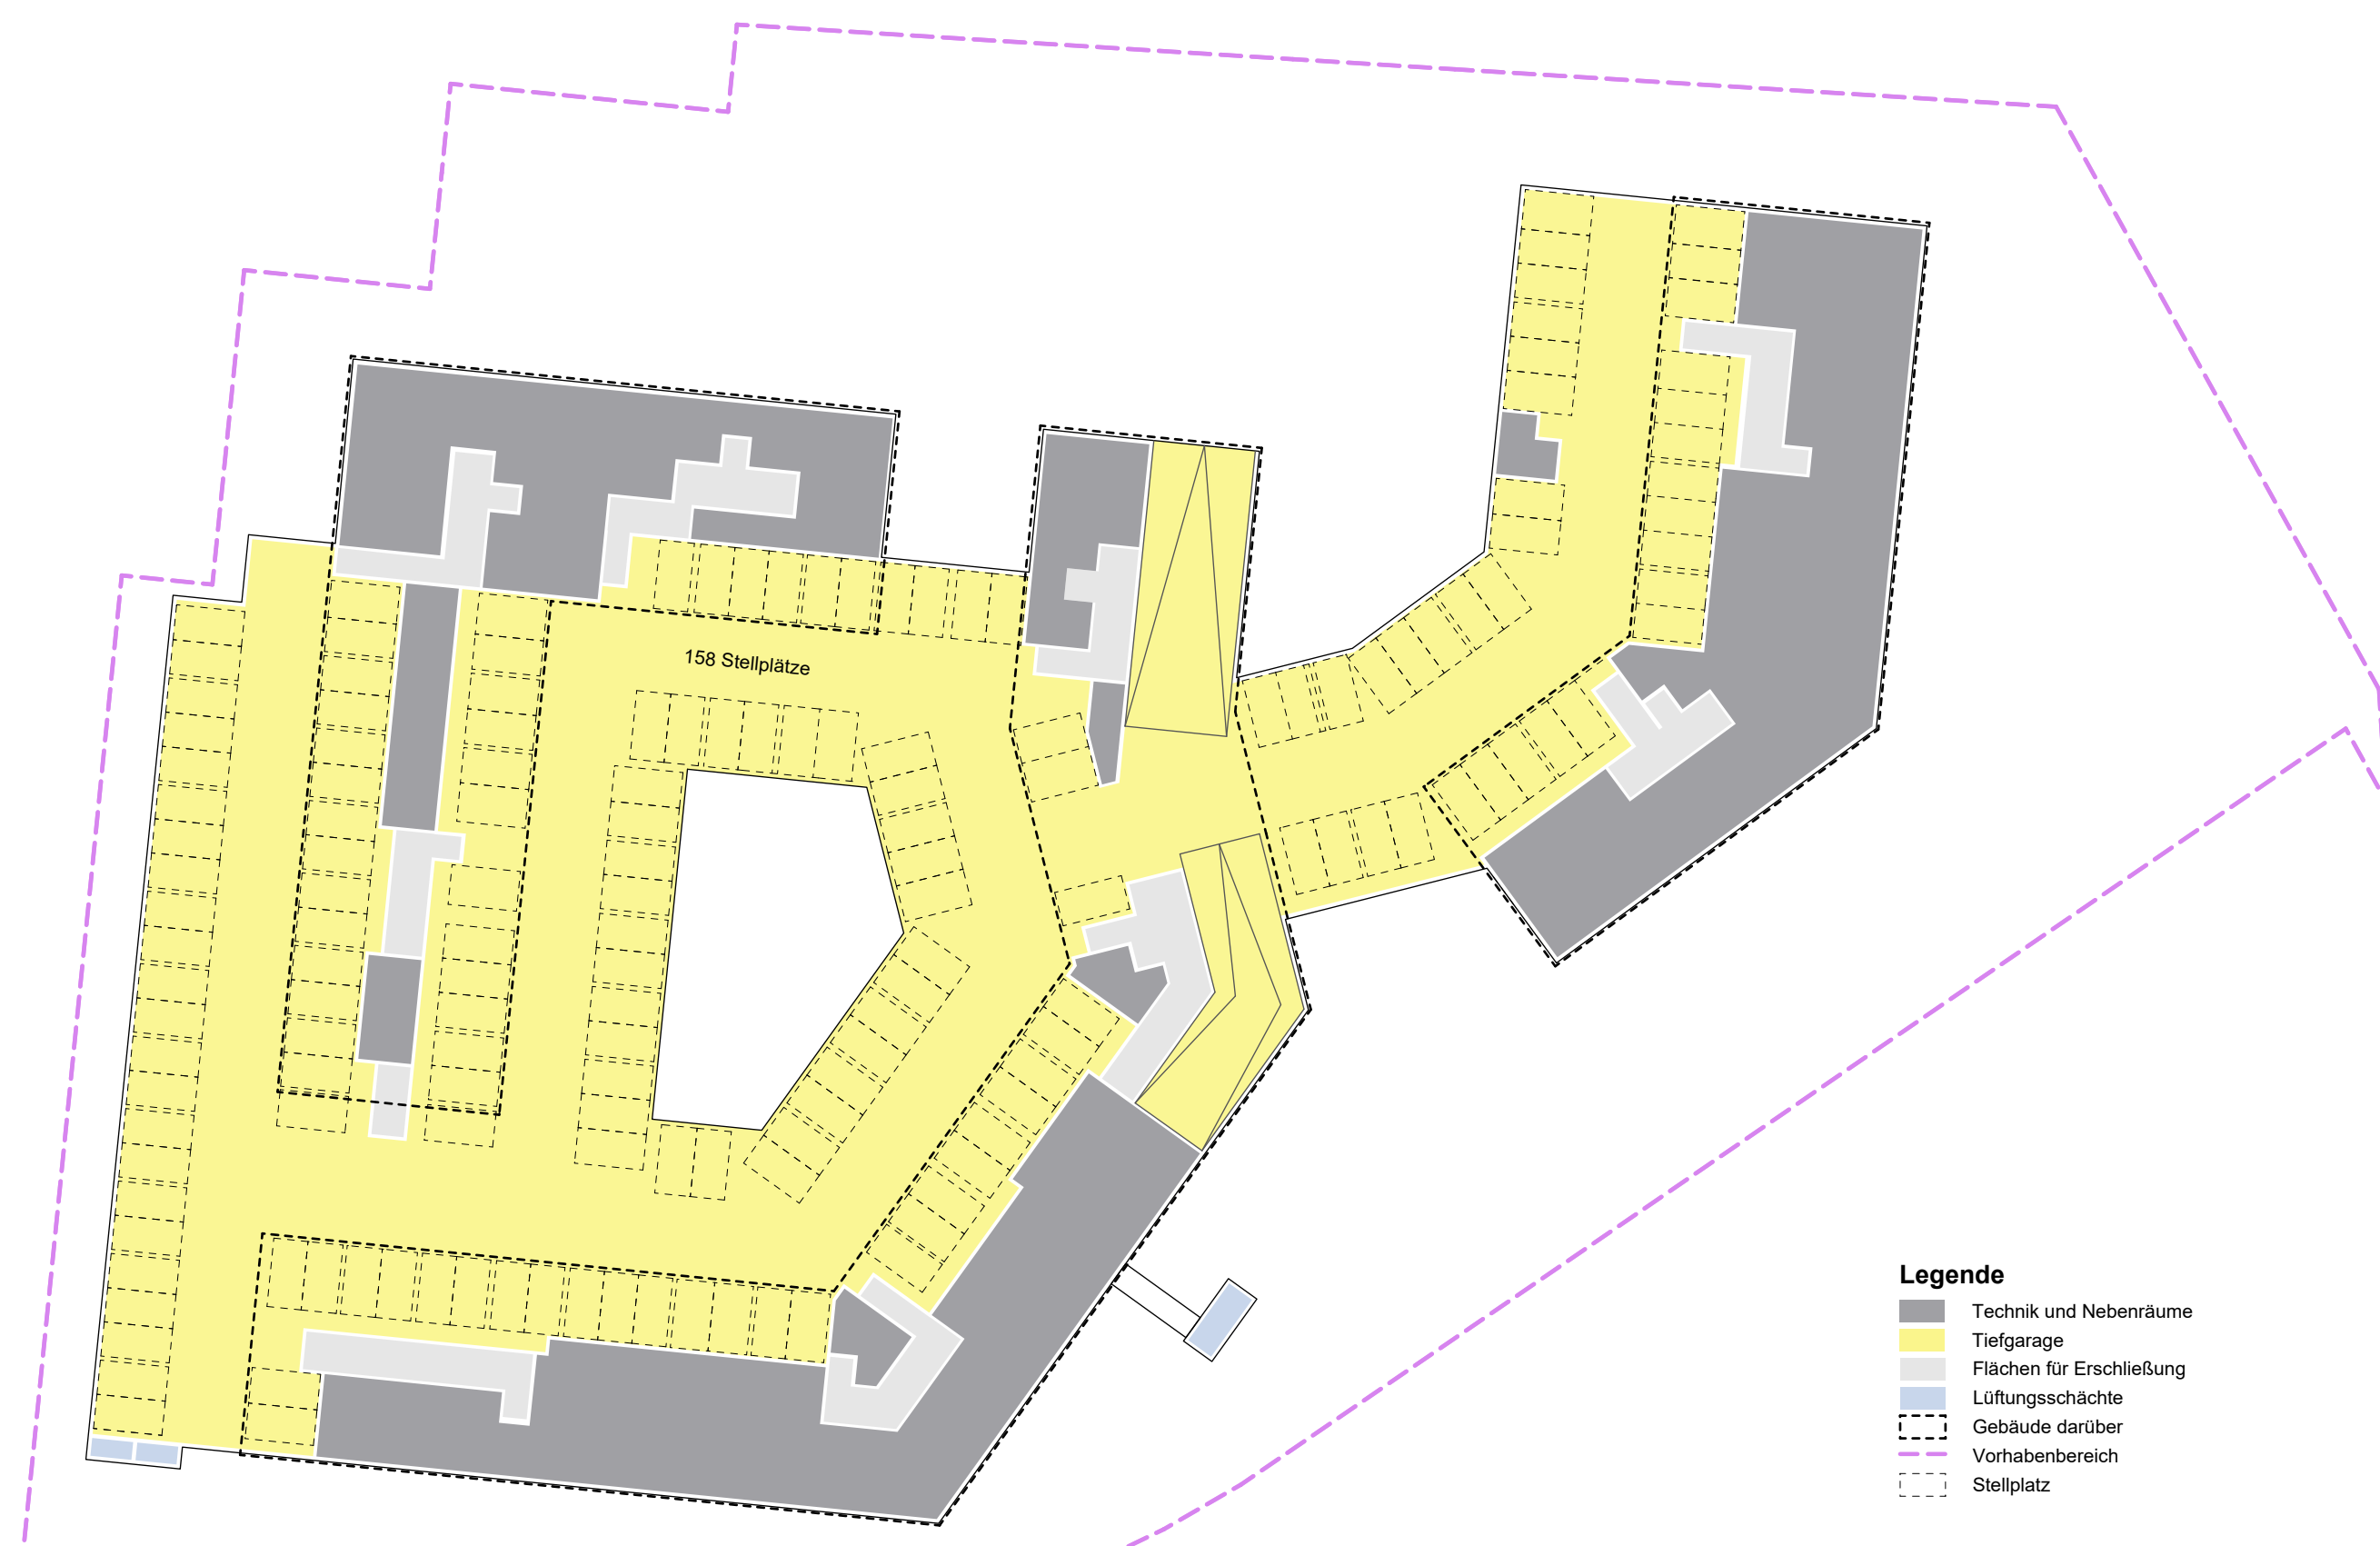 158 Stellplätze
Legende
Technik und Nebenräume
Tiefgarage
Flächen für Erschließung
Lüftungsschächte
Gebäude darüber
Vorhabenbereich
Stellplatz